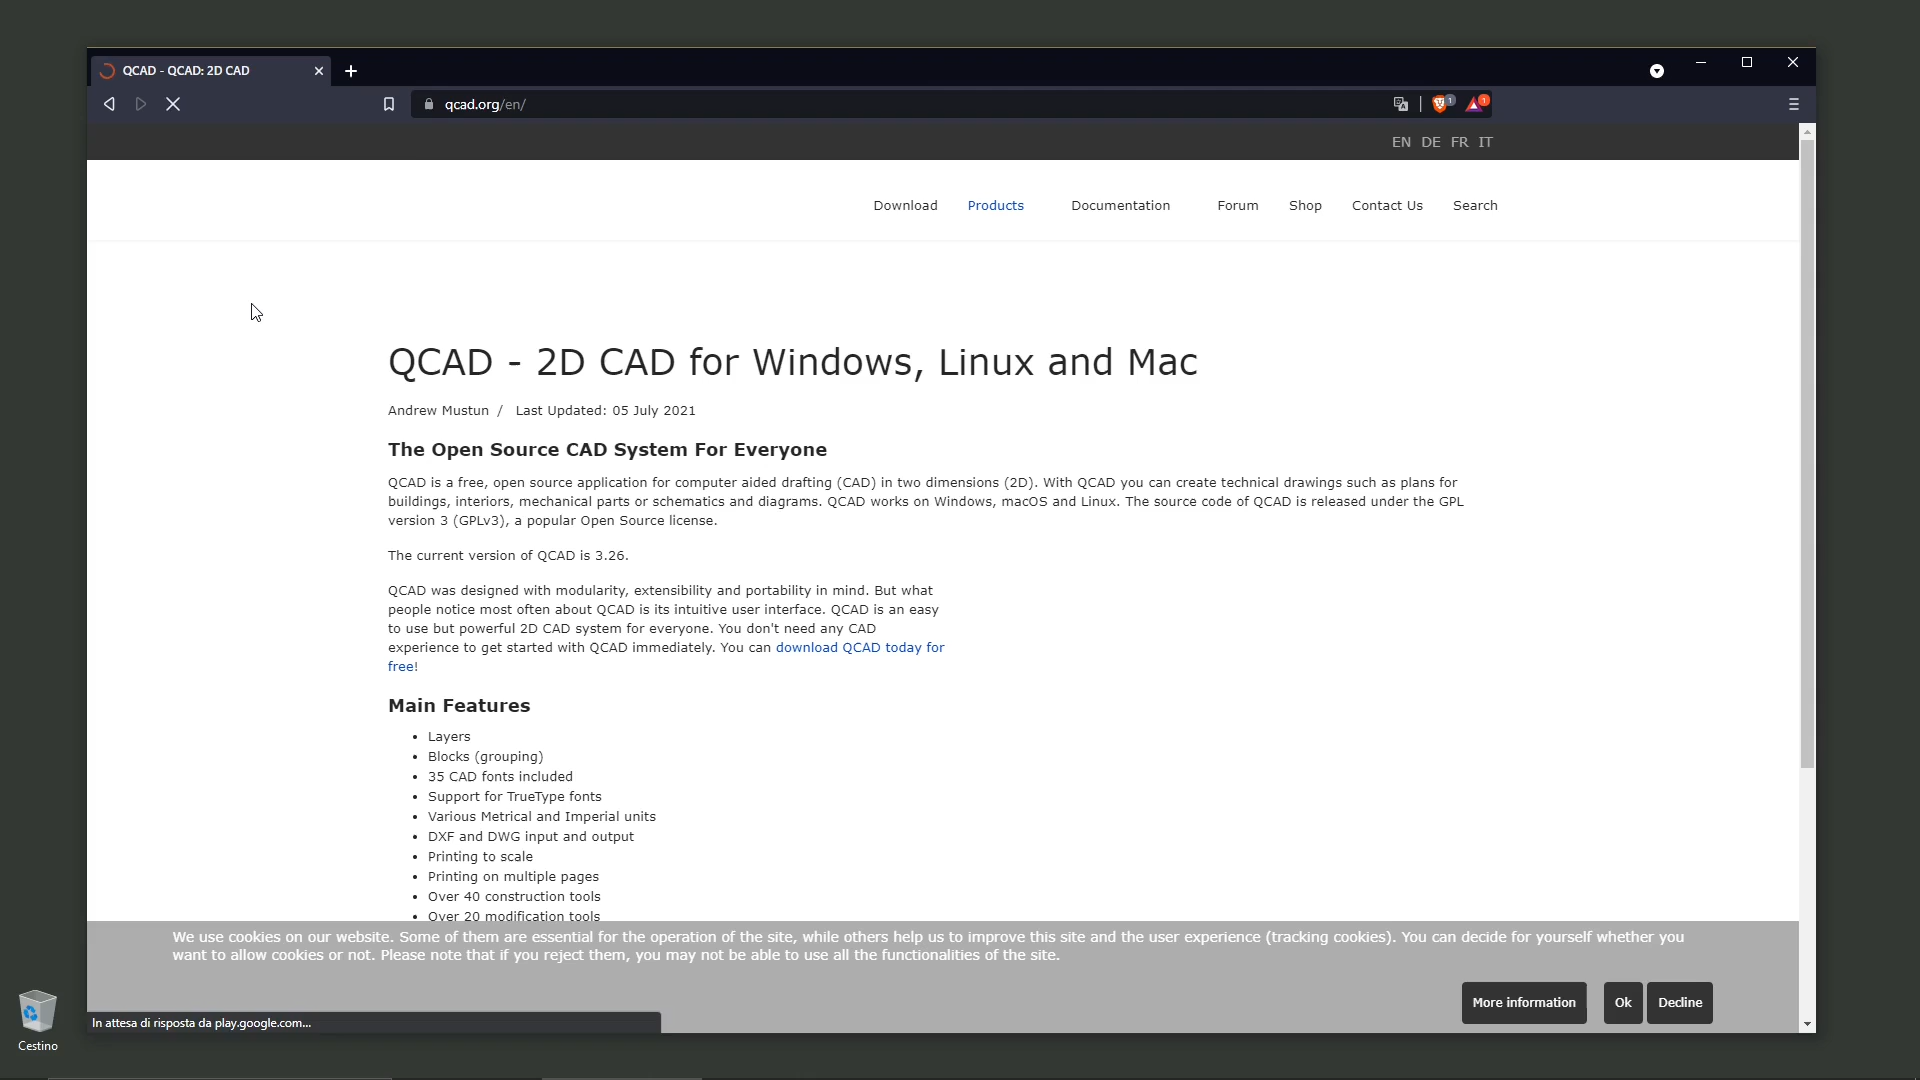 QCAD - QCAD: 2D CAD
qcad.org/en/
1
1
EN DE FR IT
Download Products Documentation Forum Shop Contact Us Search
QCAD - 2D CAD for Windows, Linux and Mac
Andrew Mustun / Last Updated: 05 July 2021
The Open Source CAD System For Everyone
QCAD is a free, open source application for computer aided drafting (CAD) in two dimensions (2D). With QCAD you can create technical drawings such as plans for
buildings, interiors, mechanical parts or schematics and diagrams. QCAD works on Windows, macOS and Linux. The source code of QCAD is released under the GPL
version 3 (GPLv3), a popular Open Source license.
The current version of QCAD is 3.26.
QCAD was designed with modularity, extensibility and portability in mind. But what
people notice most often about QCAD is its intuitive user interface. QCAD is an easy
to use but powerful 2D CAD system for everyone. You don't need any CAD
experience to get started with QCAD immediately. You can download QCAD today for
free!
Main Features
• Layers
• Blocks (grouping)
• 35 CAD fonts included
• Support for TrueType fonts
• Various Metrical and Imperial units
• DXF and DWG input and output
• Printing to scale
• Printing on multiple pages
• Over 40 construction tools
• Over 20 modification tools
We use cookies on our website. Some of them are essential for the operation of the site, while others help us to improve this site and the user experience (tracking cookies). You can decide for yourself whether you
want to allow cookies or not. Please note that if you reject them, you may not be able to use all the functionalities of the site.
More information Ok Decline
In attesa di risposta da play.google.com...
Cestino